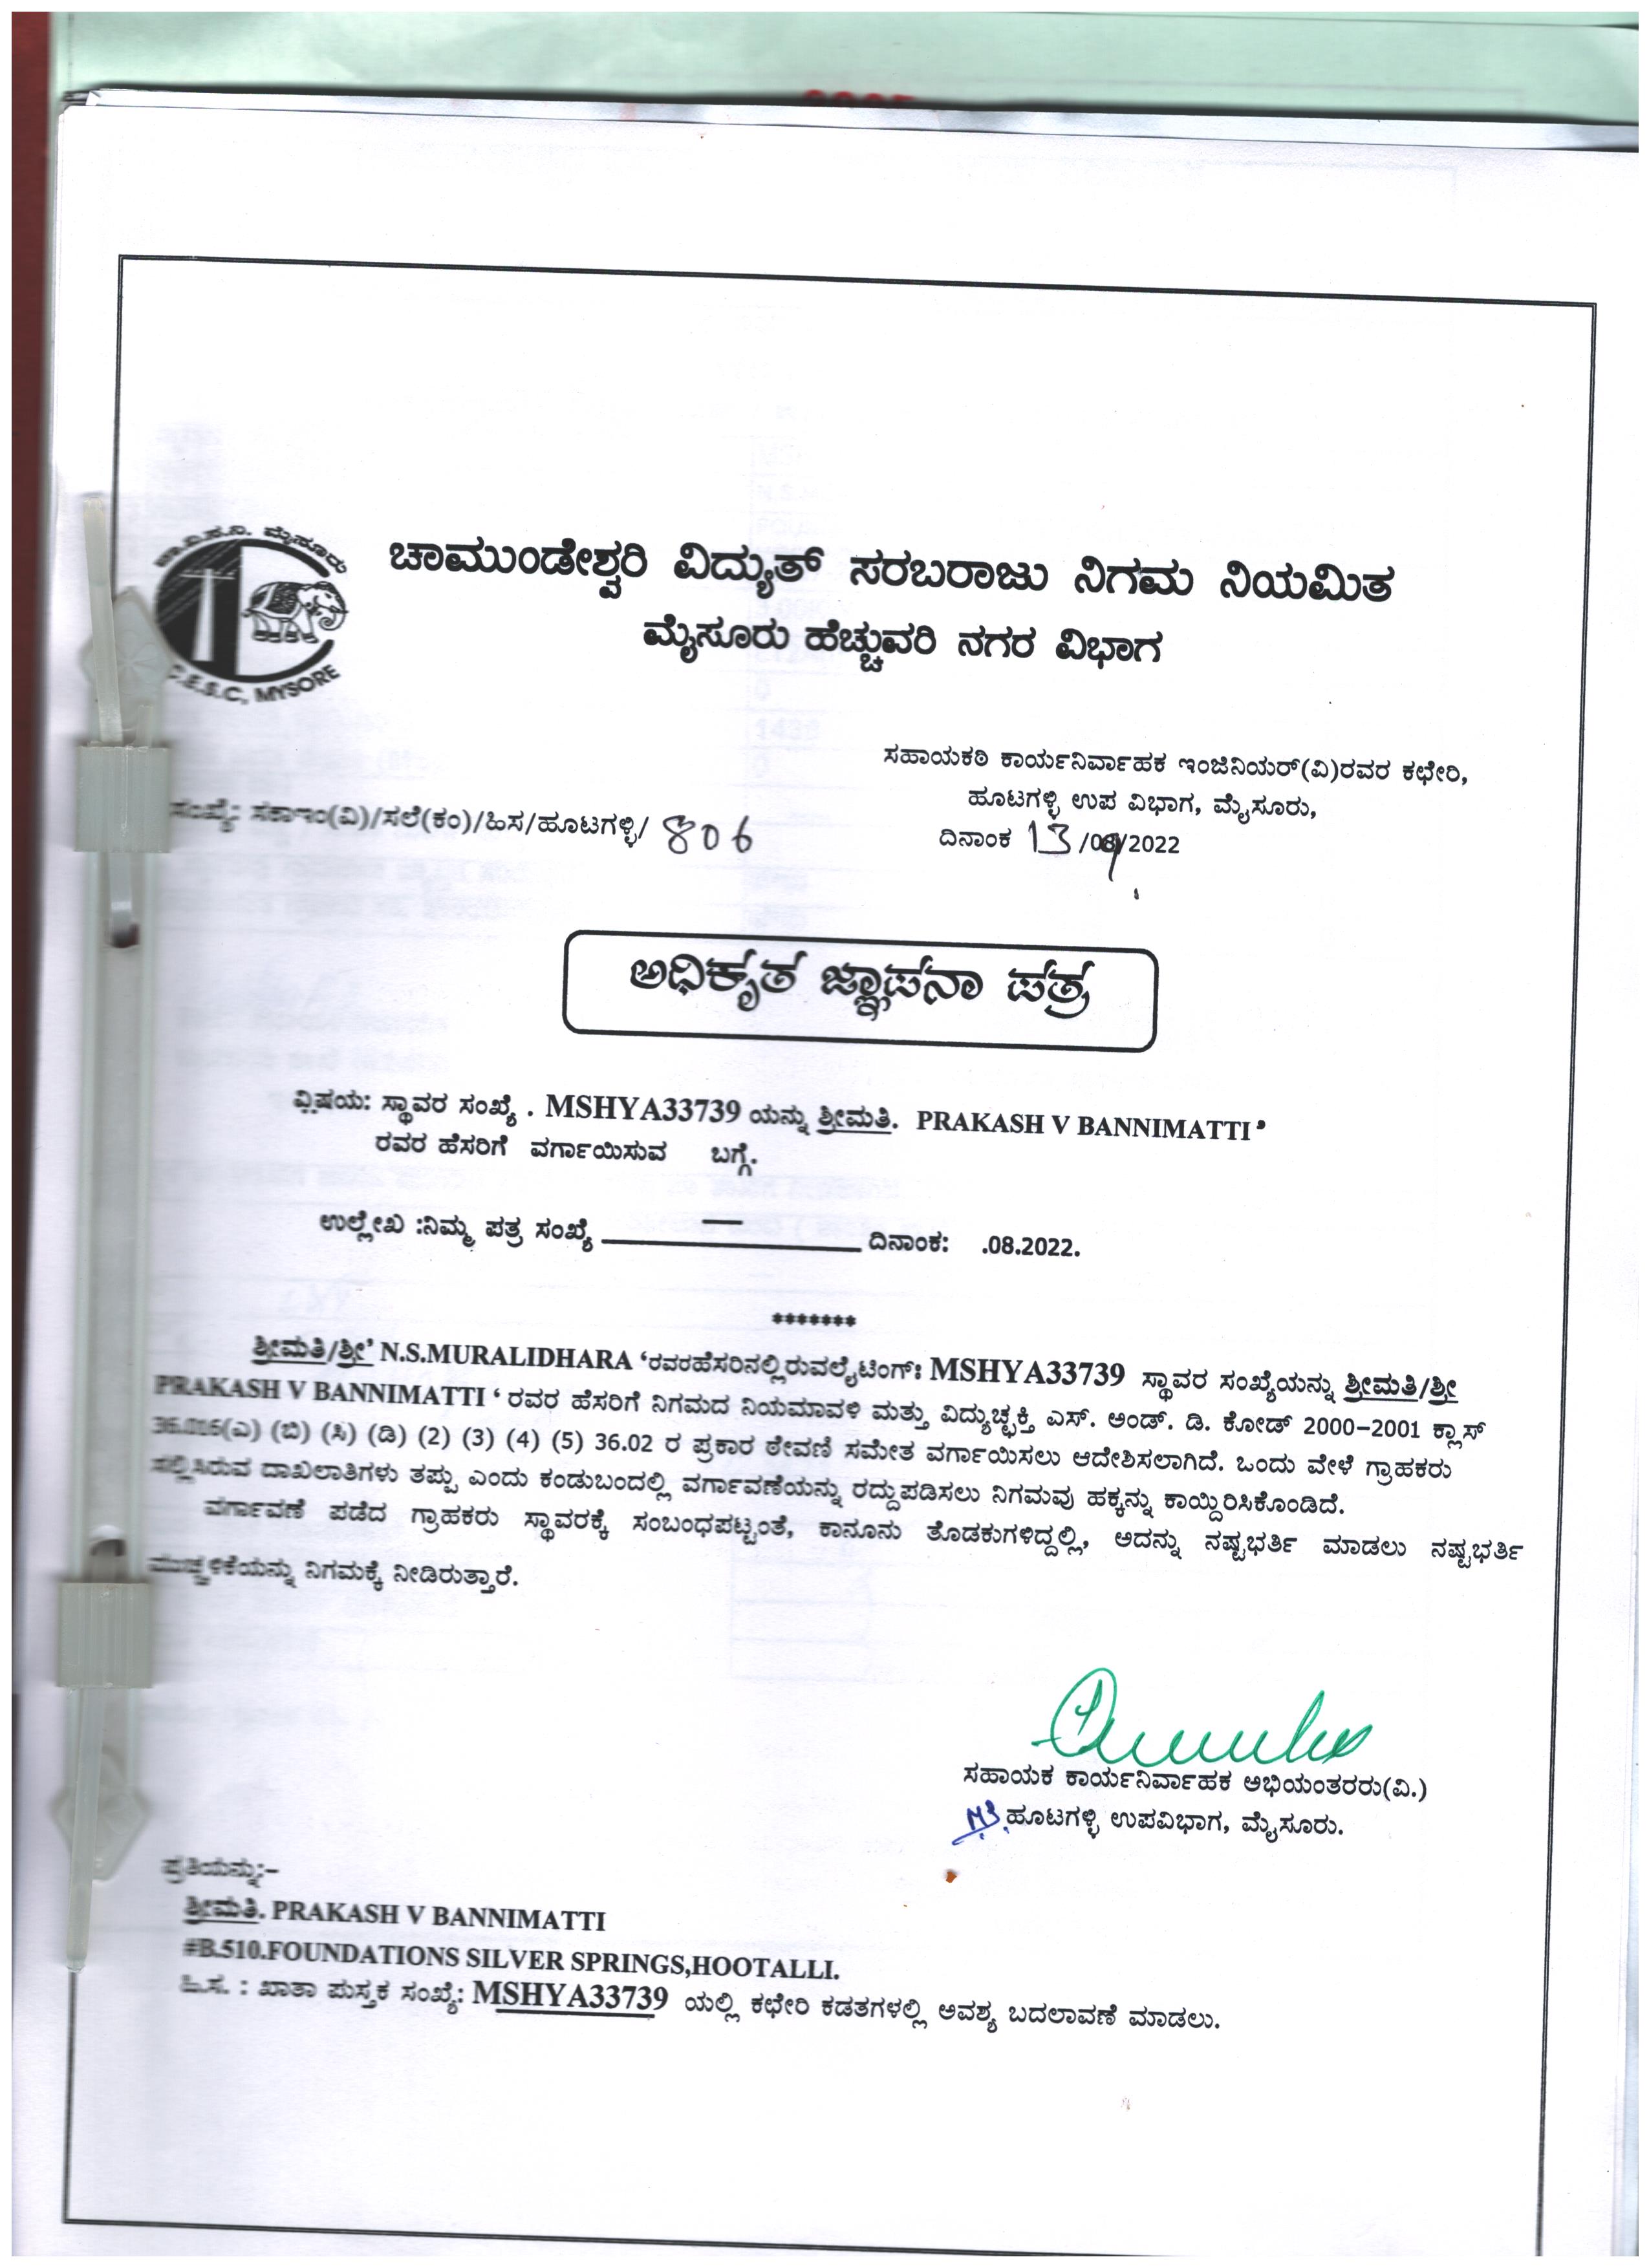 ಚಾ.ವಿ.ಸ.ನಿ. ಮೈಸೂರು
C.E.S.C, MYSORE
ಚಾಮುಂಡೇಶ್ವರಿ ವಿದ್ಯುತ್ ಸರಬರಾಜು ನಿಗಮ ನಿಯಮಿತ
ಮೈಸೂರು ಹೆಚ್ಚುವರಿ ನಗರ ವಿಭಾಗ
ಸಹಾಯಕಠಿ ಕಾರ್ಯನಿರ್ವಾಹಕ ಇಂಜಿನಿಯರ್(ವಿ)ರವರ ಕಛೇರಿ,
ಹೂಟಗಳ್ಳಿ ಉಪ ವಿಭಾಗ, ಮೈಸೂರು,
ಸಂಖ್ಯೆ: ಸಕಾಇಂ(ವಿ)/ಸಲೆ(ಕಂ)/ಹಿಸ/ಹೂಟಗಳ್ಳಿ/ 806
ದಿನಾಂಕ 13/09/2022
ಅಧಿಕೃತ ಜ್ಞಾಪನಾ ಪತ್ರ
ವಿಷಯ: ಸ್ಥಾವರ ಸಂಖ್ಯೆ . MSHYA33739 ಯನ್ನು ಶ್ರೀಮತಿ. PRAKASH V BANNIMATTI ’
ರವರ ಹೆಸರಿಗೆ ವರ್ಗಾಯಿಸುವ ಬಗ್ಗೆ.
ಉಲ್ಲೇಖ :ನಿಮ್ಮ ಪತ್ರ ಸಂಖ್ಯೆ — ದಿನಾಂಕ: .08.2022.
*******
ಶ್ರೀಮತಿ/ಶ್ರೀ’ N.S.MURALIDHARA ‘ರವರಹೆಸರಿನಲ್ಲಿರುವಲೈಟಿಂಗ್: MSHYA33739 ಸ್ಥಾವರ ಸಂಖ್ಯೆಯನ್ನು ಶ್ರೀಮತಿ/ಶ್ರೀ
PRAKASH V BANNIMATTI ‘ ರವರ ಹೆಸರಿಗೆ ನಿಗಮದ ನಿಯಮಾವಳಿ ಮತ್ತು ವಿದ್ಯುಚ್ಛಕ್ತಿ ಎಸ್. ಅಂಡ್. ಡಿ. ಕೋಡ್ 2000–2001 ಕ್ಲಾಸ್
(ಎ) (ಬಿ) (ಸಿ) (ಡಿ) (2) (3) (4) (5) 36.02 ರ ಪ್ರಕಾರ ಠೇವಣಿ ಸಮೇತ ವರ್ಗಾಯಿಸಲು ಆದೇಶಿಸಲಾಗಿದೆ. ಒಂದು ವೇಳೆ ಗ್ರಾಹಕರು
ಸಲ್ಲಿಸಿರುವ ದಾಖಲಾತಿಗಳು ತಪ್ಪು ಎಂದು ಕಂಡುಬಂದಲ್ಲಿ ವರ್ಗಾವಣೆಯನ್ನು ರದ್ದುಪಡಿಸಲು ನಿಗಮವು ಹಕ್ಕನ್ನು ಕಾಯ್ದಿರಿಸಿಕೊಂಡಿದೆ.
ವರ್ಗಾವಣೆ ಪಡೆದ ಗ್ರಾಹಕರು ಸ್ಥಾವರಕ್ಕೆ ಸಂಬಂಧಪಟ್ಟಂತೆ, ಕಾನೂನು ತೊಡಕುಗಳಿದ್ದಲ್ಲಿ, ಅದನ್ನು ನಷ್ಟಭರ್ತಿ ಮಾಡಲು ನಷ್ಟಭರ್ತಿ
ಮುಚ್ಚಳಿಕೆಯನ್ನು ನಿಗಮಕ್ಕೆ ನೀಡಿರುತ್ತಾರೆ.
ಸಹಾಯಕ ಕಾರ್ಯನಿರ್ವಾಹಕ ಅಭಿಯಂತರರು(ವಿ.)
ಹೂಟಗಳ್ಳಿ ಉಪವಿಭಾಗ, ಮೈಸೂರು.
ಪ್ರತಿಯನ್ನು:–
ಶ್ರೀಮತಿ. PRAKASH V BANNIMATTI
#B.510.FOUNDATIONS SILVER SPRINGS,HOOTALLI.
ಹಿ.ಸ. : ಖಾತಾ ಪುಸ್ತಕ ಸಂಖ್ಯೆ: MSHYA33739 ಯಲ್ಲಿ ಕಛೇರಿ ಕಡತಗಳಲ್ಲಿ ಅವಶ್ಯ ಬದಲಾವಣೆ ಮಾಡಲು.